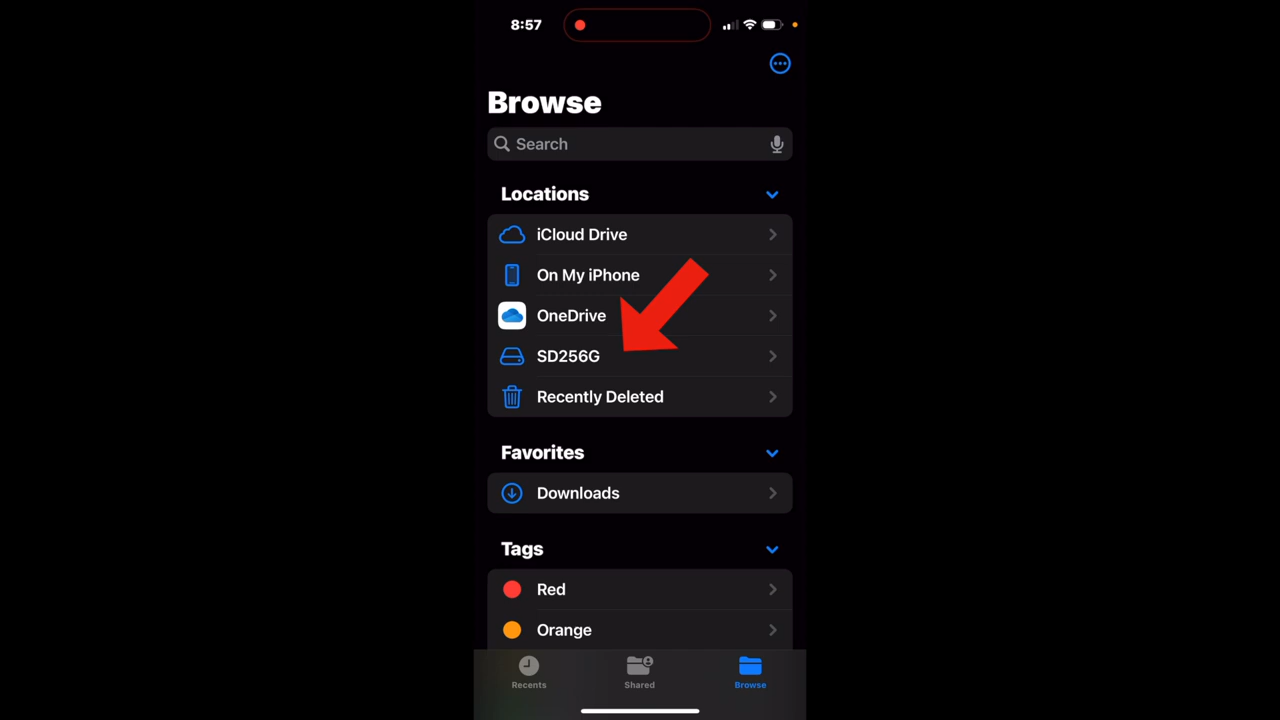 8:57
Browse
Search
Locations
iCloud Drive
On My iPhone
OneDrive
SD256G
Recently Deleted
Favorites
Downloads
Tags
Red
Orange
Recents
Shared
Browse